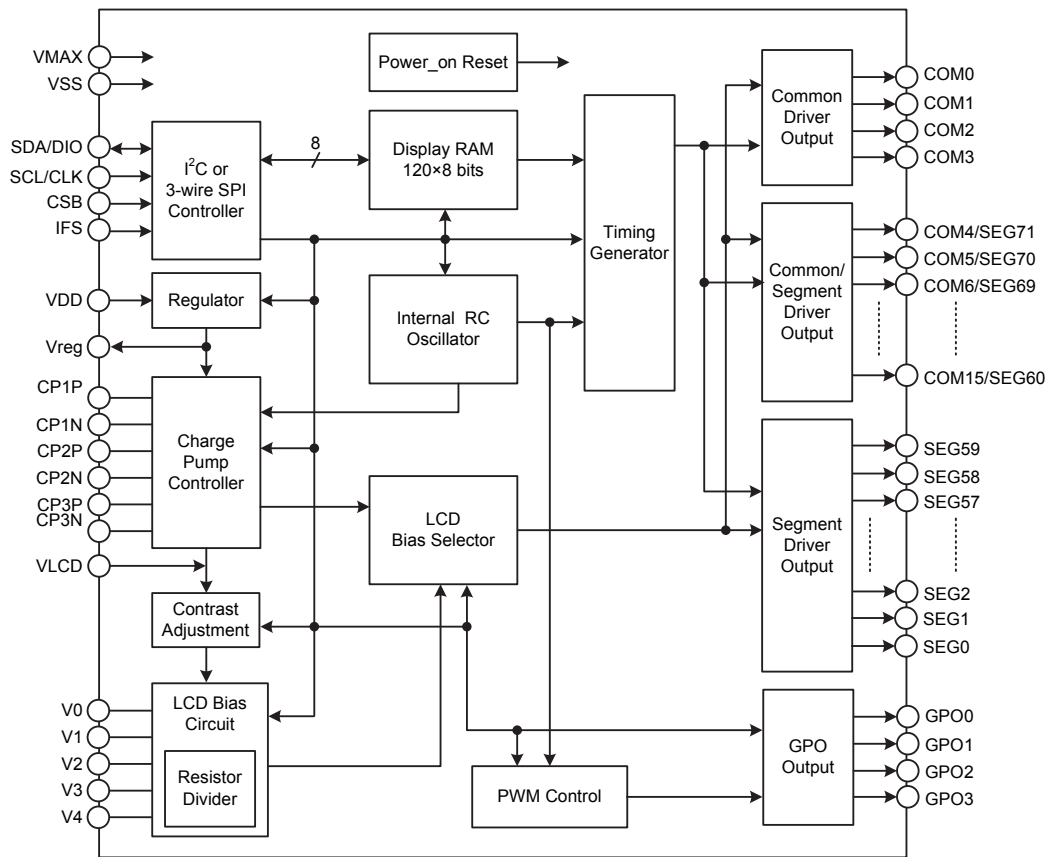 VMAX
VSS
SDA/DIO
SCL/CLK
CSB
IFS
VDD
Vreg
CP1P
CP1N
CP2P
CP2N
CP3P
CP3N
VLCD
V0
V1
V2
V3
V4
I²C or
3-wire SPI
Controller
Regulator
Charge
Pump
Controller
Contrast
Adjustment
LCD Bias
Circuit
Resistor
Divider
Power_on Reset
8
Display RAM
120×8 bits
Internal RC
Oscillator
LCD
Bias Selector
PWM Control
Timing
Generator
Common
Driver
Output
Common/
Segment
Driver
Output
Segment
Driver
Output
GPO
Output
COM0
COM1
COM2
COM3
COM4/SEG71
COM5/SEG70
COM6/SEG69
COM15/SEG60
SEG59
SEG58
SEG57
SEG2
SEG1
SEG0
GPO0
GPO1
GPO2
GPO3